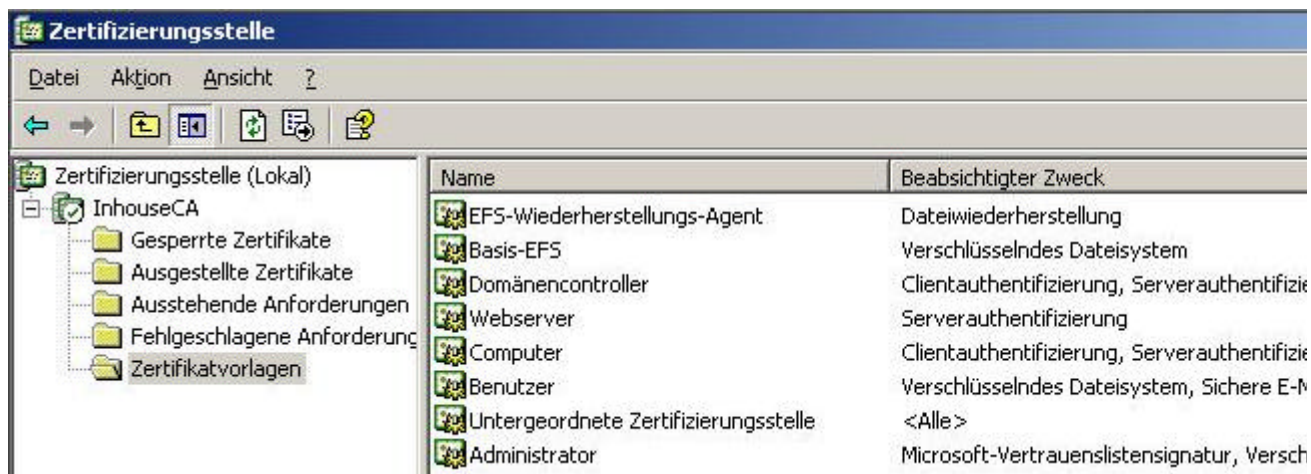 Zertifizierungsstelle
Datei Aktion Ansicht ?
Zertifizierungsstelle (Lokal)
InhouseCA
Gesperrte Zertifikate
Ausgestellte Zertifikate
Ausstehende Anforderungen
Fehlgeschlagene Anforderung
Zertifikatvorlagen
Name Beabsichtigter Zweck
EFS-Wiederherstellungs-Agent Dateiwiederherstellung
Basis-EFS Verschlüsselndes Dateisystem
Domänencontroller Clientauthentifizierung, Serverauthentifizie
Webserver Serverauthentifizierung
Computer Clientauthentifizierung, Serverauthentifizie
Benutzer Verschlüsselndes Dateisystem, Sichere E-M
Untergeordnete Zertifizierungsstelle <Alle>
Administrator Microsoft-Vertrauenslistensignatur, Versch